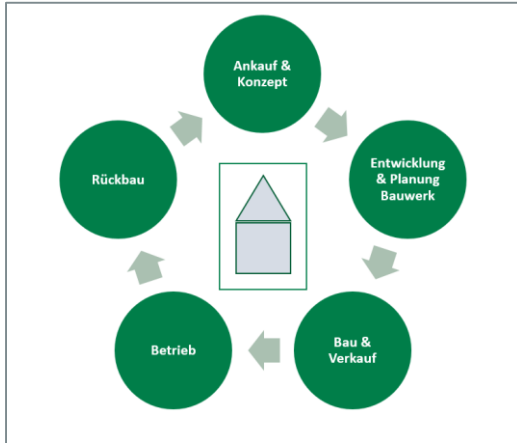 Ankauf &
Konzept
Entwicklung
& Planung
Bauwerk
Bau &
Verkauf
Betrieb
Rückbau